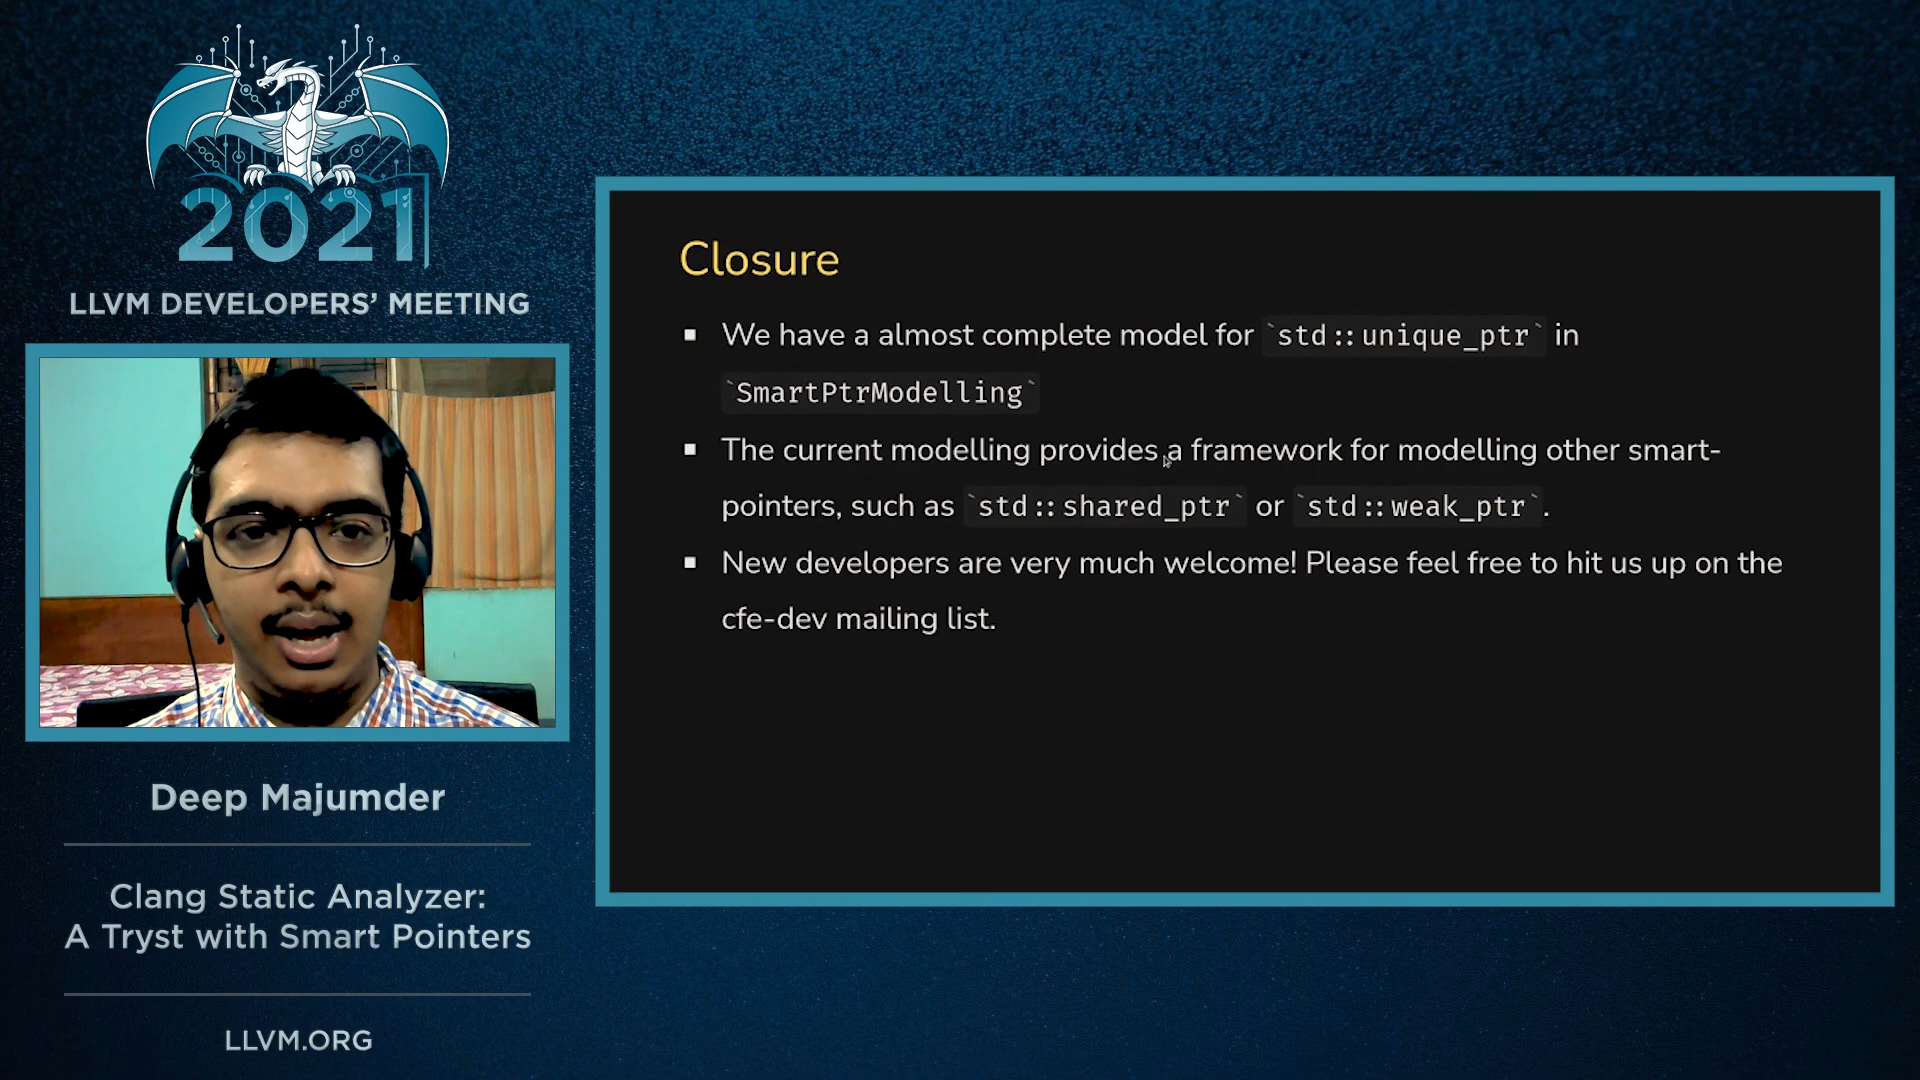 2021
LLVM DEVELOPERS’ MEETING
Deep Majumder
Clang Static Analyzer:
A Tryst with Smart Pointers
LLVM.ORG
Closure
▪ We have a almost complete model for `std::unique_ptr` in
`SmartPtrModelling`
▪ The current modelling provides a framework for modelling other smart-
pointers, such as `std::shared_ptr` or `std::weak_ptr`.
▪ New developers are very much welcome! Please feel free to hit us up on the
cfe-dev mailing list.